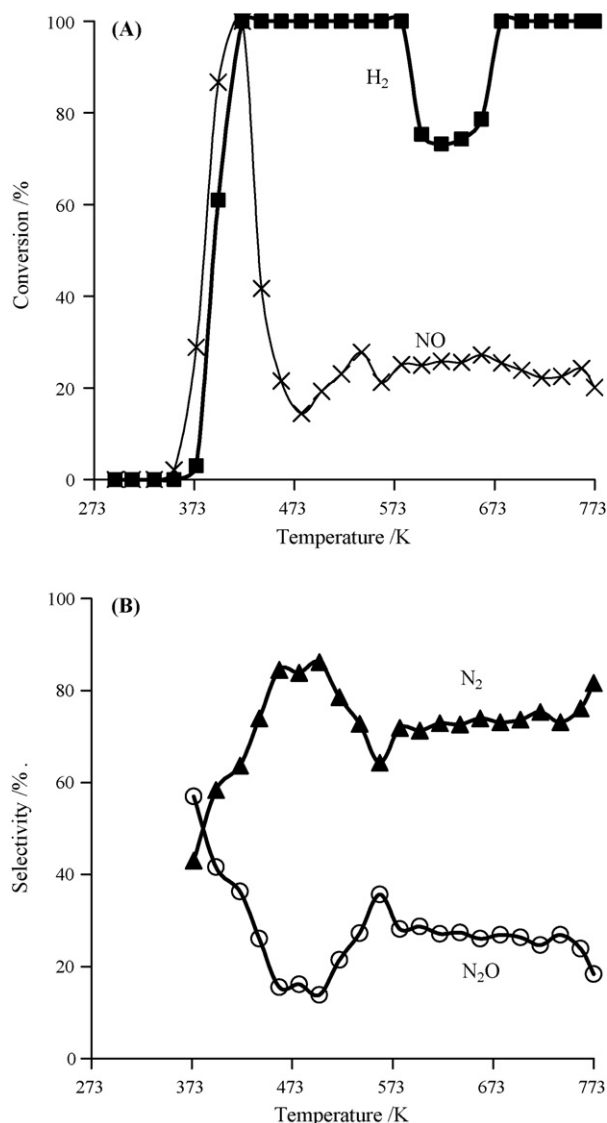 (A)
100
80
60
40
20
0
Conversion /%
H₂
NO
273 373 473 573 673 773
Temperature /K
(B)
100
80
60
40
20
0
Selectivity /% .
N₂
N₂O
273 373 473 573 673 773
Temperature /K